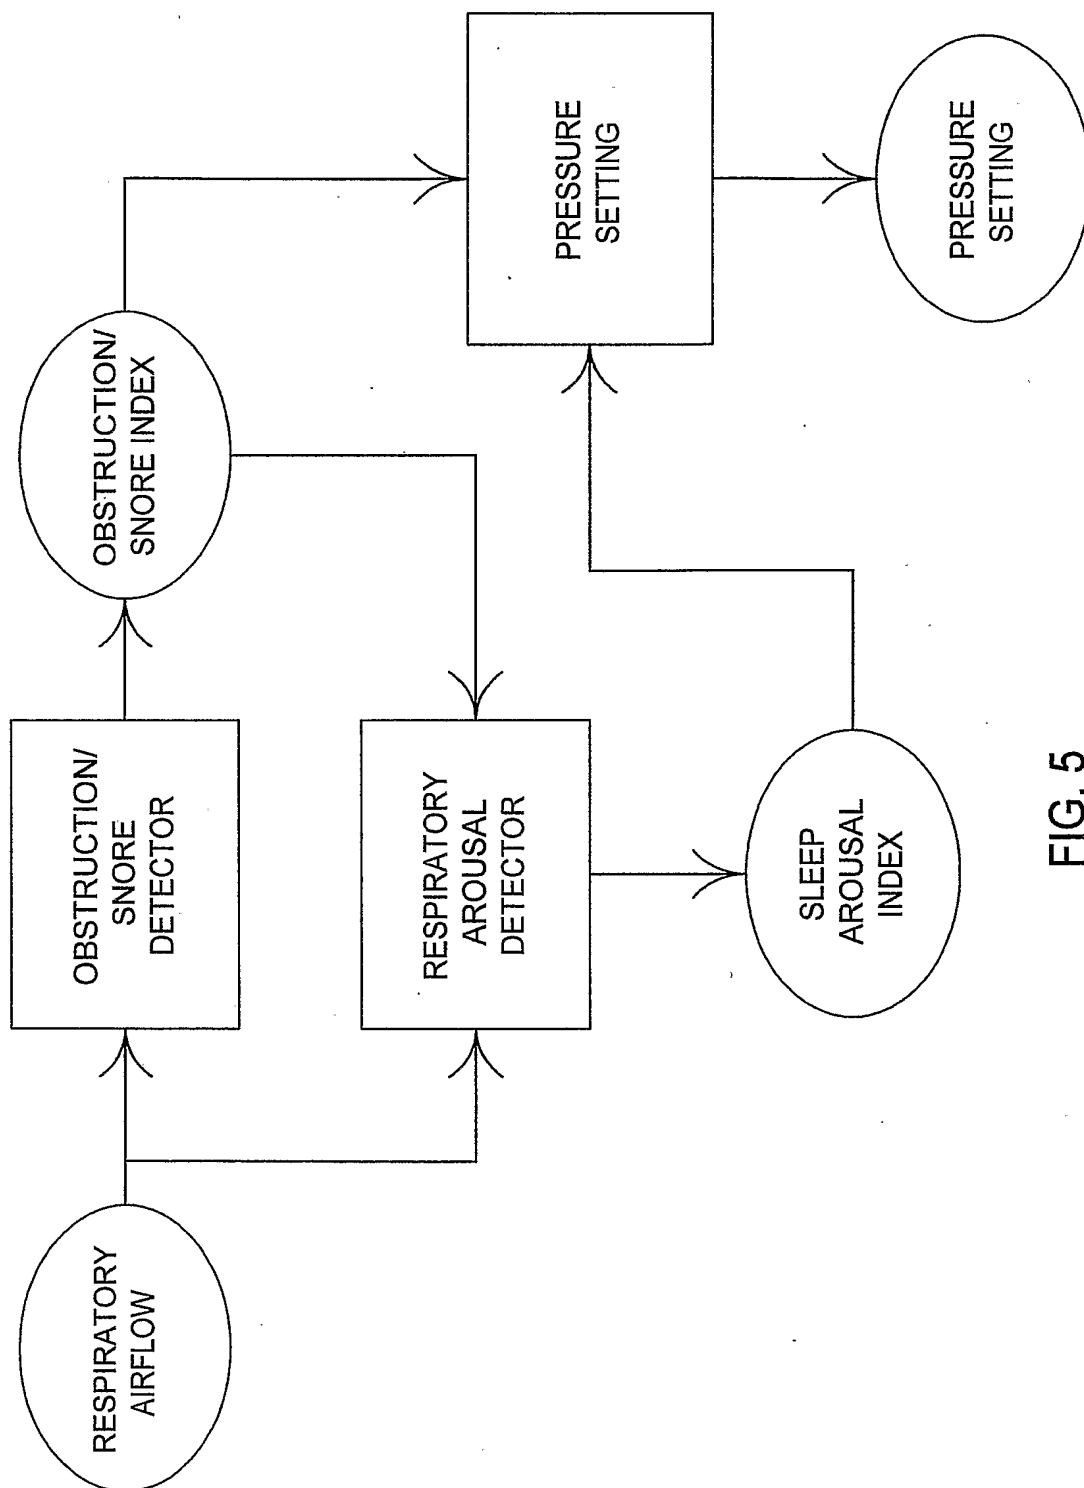 RESPIRATORY
AIRFLOW
OBSTRUCTION/
SNORE
DETECTOR
OBSTRUCTION/
SNORE INDEX
RESPIRATORY
AROUSAL
DETECTOR
SLEEP
AROUSAL
INDEX
PRESSURE
SETTING
PRESSURE
SETTING
FIG. 5